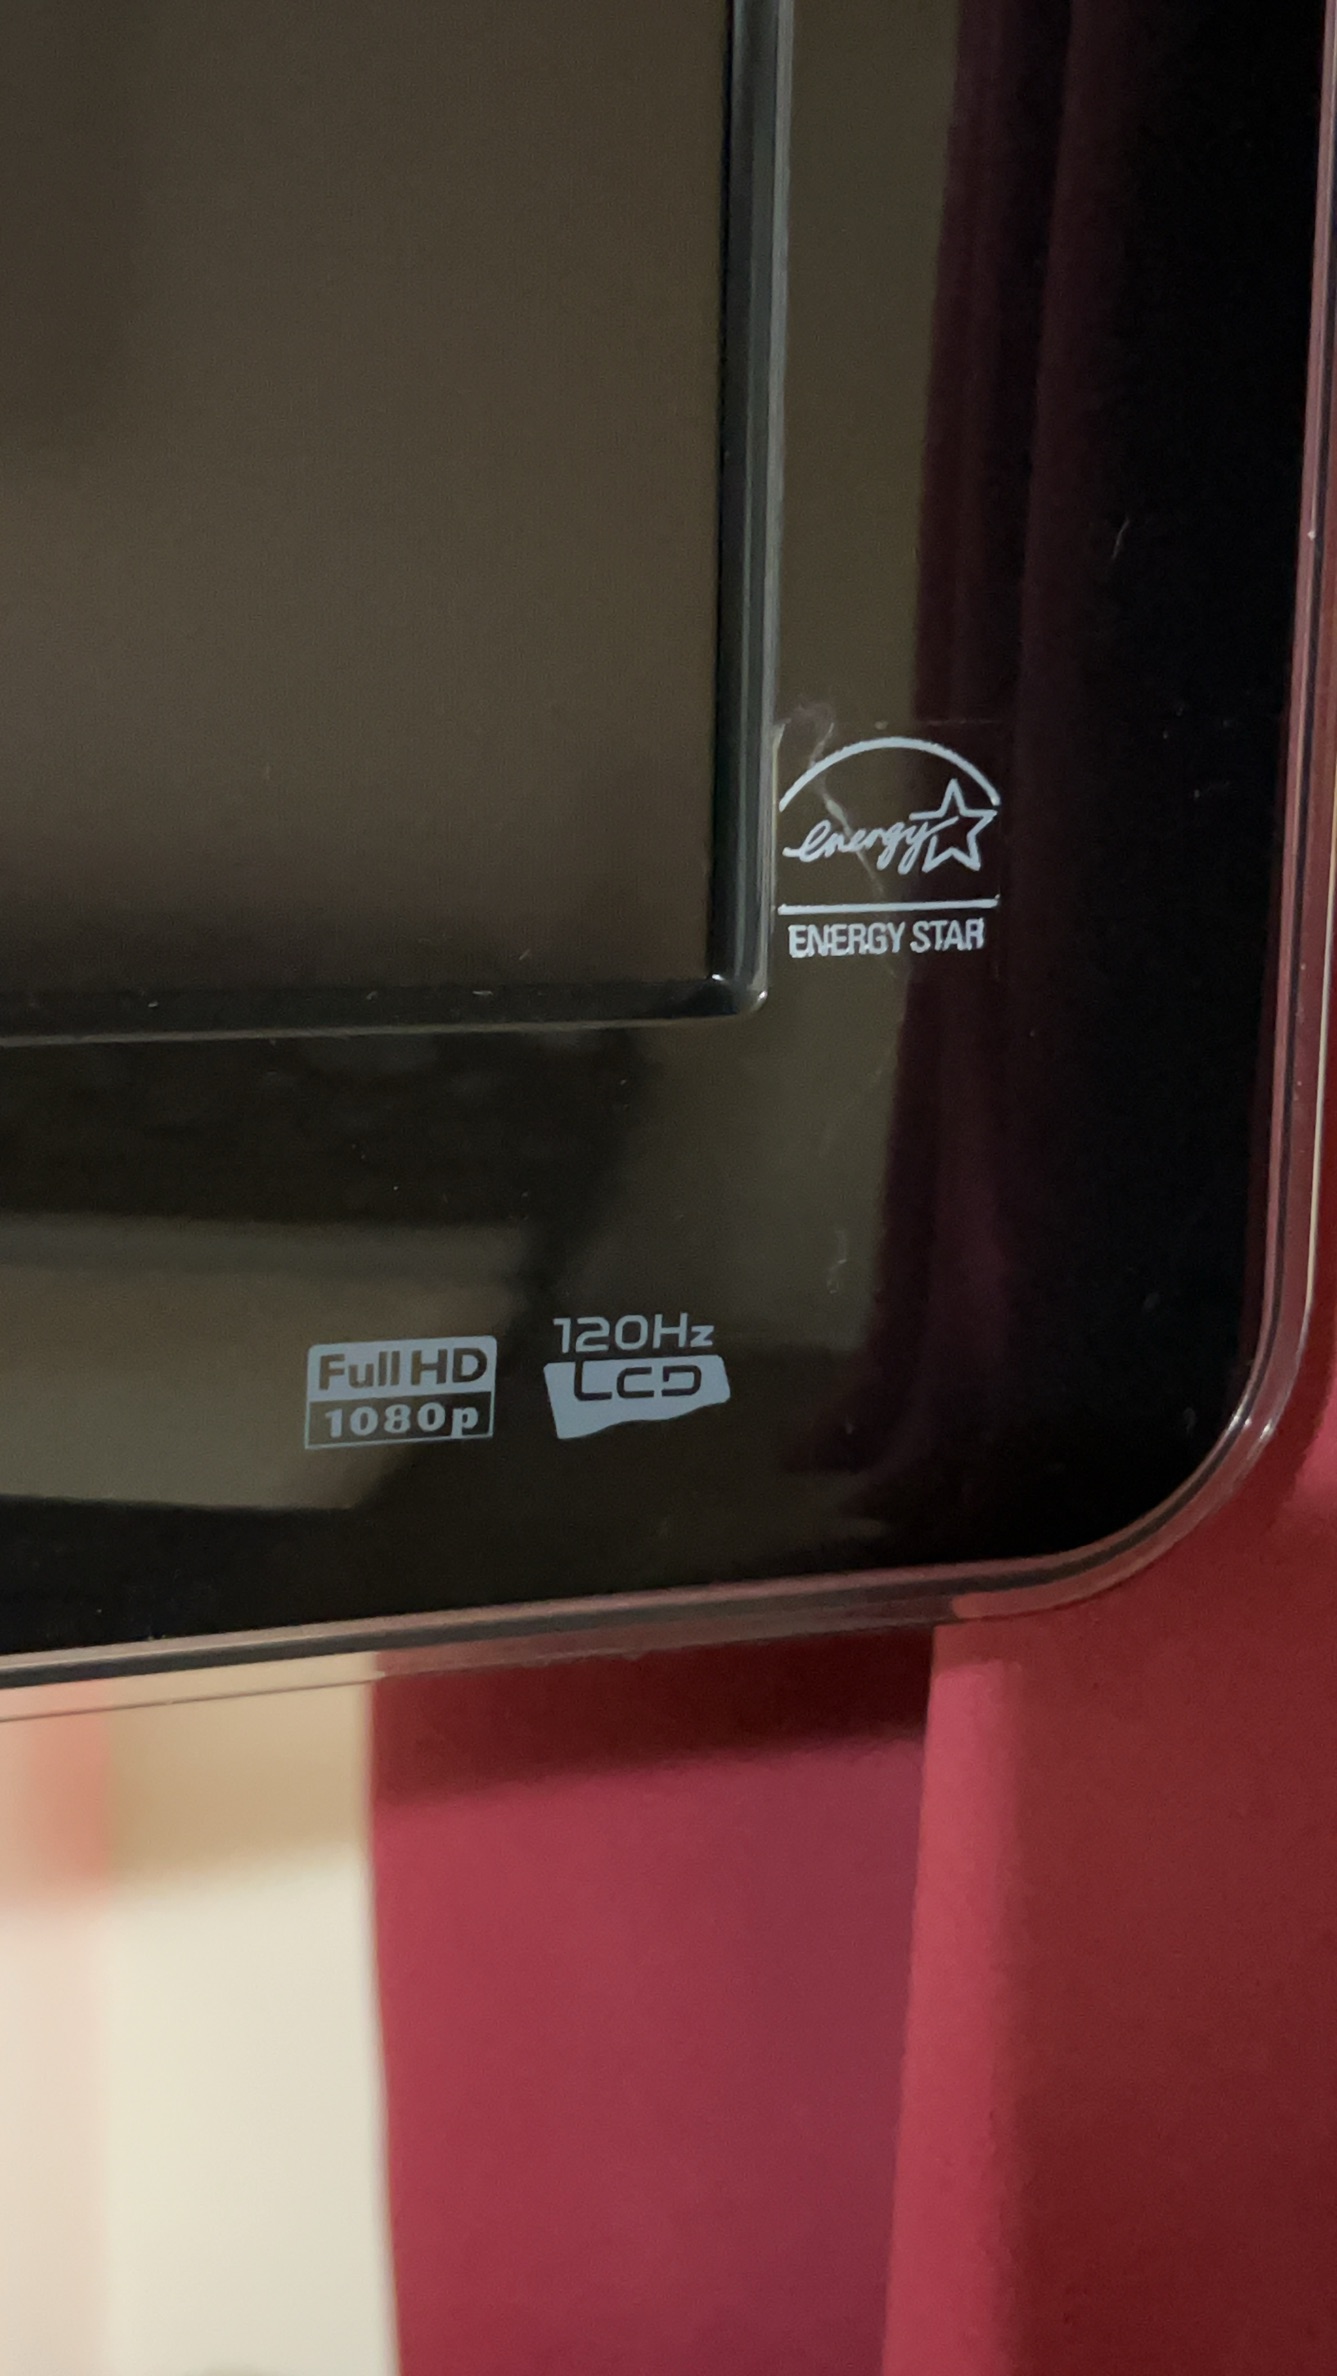 energy
ENERGY STAR
120Hz
LCD
Full HD
1080p